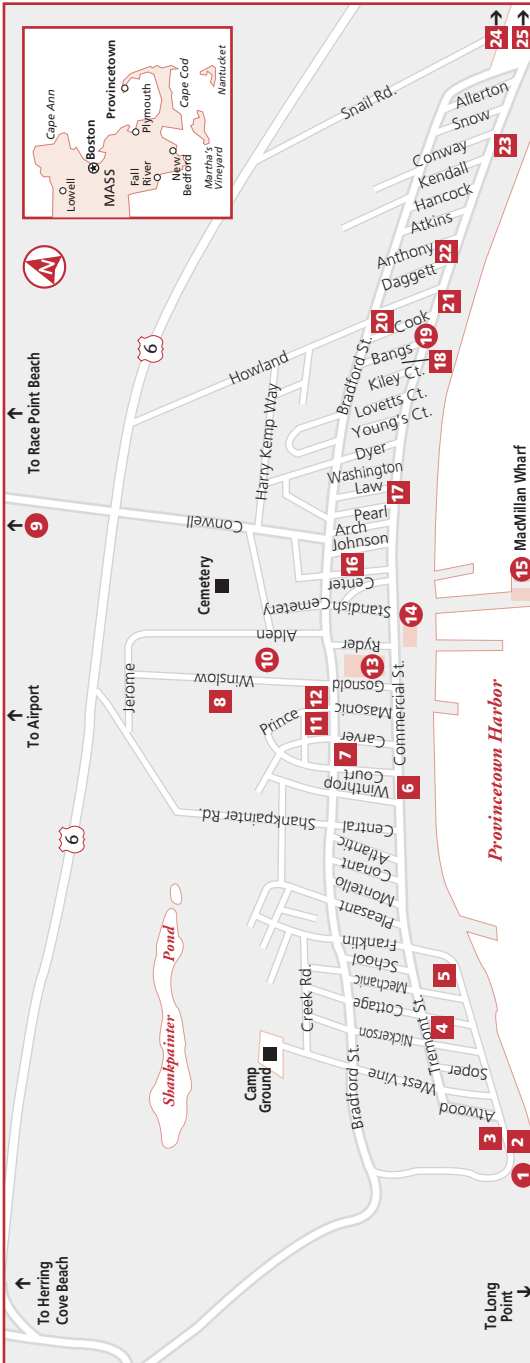 To Herring
Cove Beach
To Airport
9
To Race Point Beach
N
Cape Ann
Lowell
Boston
MASS
Provincetown
Plymouth
Fall
River
New
Bedford
Cape Cod
Martha's
Vineyard
Nantucket
6
6
24
25
Snail Rd.
Shankpainter Pond
Jerome
Winslow
8
Alden
10
Cemetery
Conwell
Harry Kemp Way
Howland
Camp
Ground
Creek Rd.
Shankpainter Rd.
Prince
11
12
7
Bradford St.
Bradford St.
20
Allerton
Snow
Conway
Kendall
Hancock
Atkins
Anthony
Daggett
Cook
Bangs
Kiley Ct.
Lovetts Ct.
Young's Ct.
Dyer
Washington
Law
Pearl
Arch
Johnson
16
Center
Cemetery
Standish
Ryder
13
Gosnold
Masonic
Carver
Court
Winthrop
Central
Atlantic
Conant
Montello
Pleasant
Franklin
School
Mechanic
Cottage
Nickerson
West Vine
Soper
Atwood
Tremont St.
Commercial St.
1
2
3
4
5
6
14
17
18
19
21
22
23
15 MacMillan Wharf
Provincetown Harbor
To Long
Point